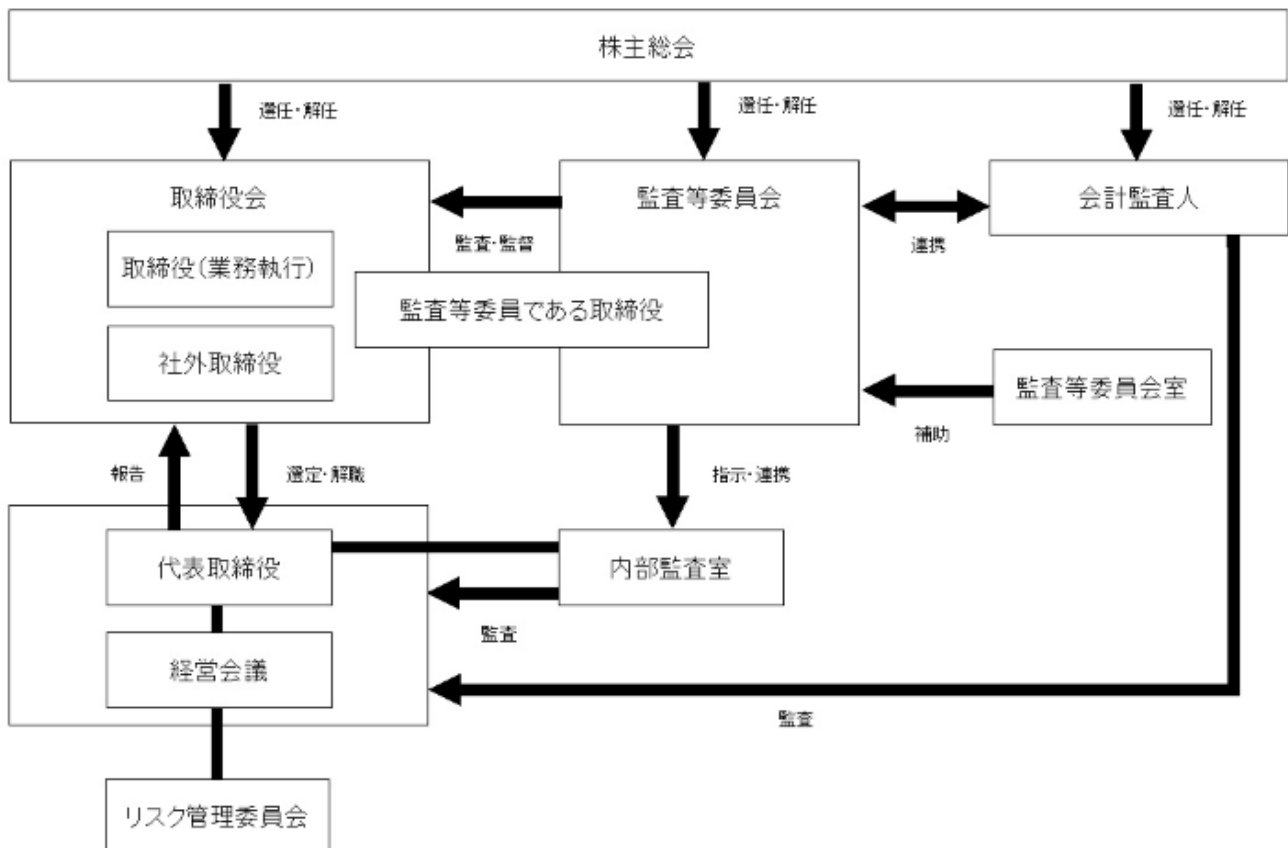 株主総会
選任・解任
選任・解任
選任・解任
取締役会
監査等委員会
会計監査人
監査・監督
連携
取締役(業務執行)
監査等委員である取締役
社外取締役
監査等委員会室
補助
報告
選定・解職
指示・連携
代表取締役
内部監査室
監査
経営会議
監査
リスク管理委員会